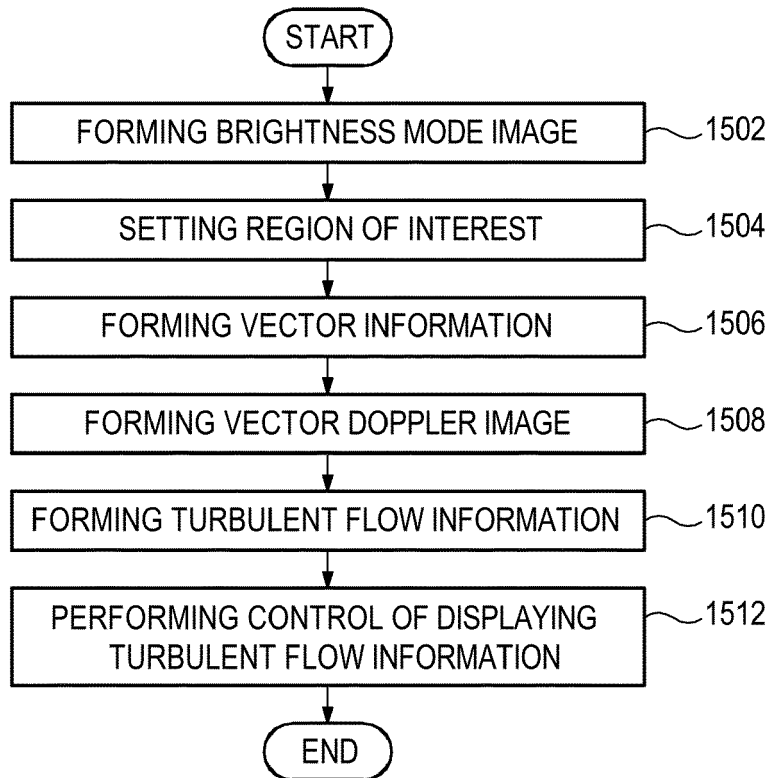 START
FORMING BRIGHTNESS MODE IMAGE
1502
SETTING REGION OF INTEREST
1504
FORMING VECTOR INFORMATION
1506
FORMING VECTOR DOPPLER IMAGE
1508
FORMING TURBULENT FLOW INFORMATION
1510
PERFORMING CONTROL OF DISPLAYING
TURBULENT FLOW INFORMATION
1512
END